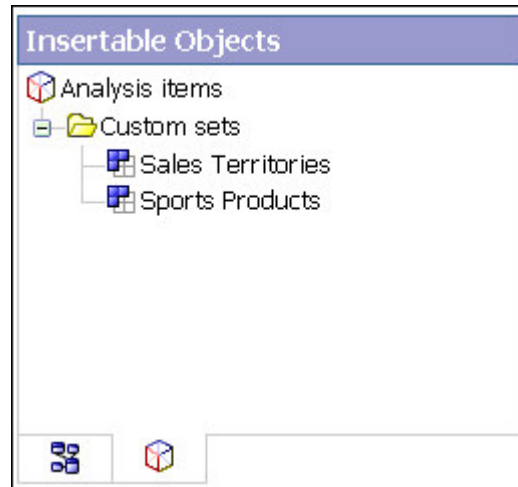 Insertable Objects
Analysis items
Custom sets
Sales Territories
Sports Products